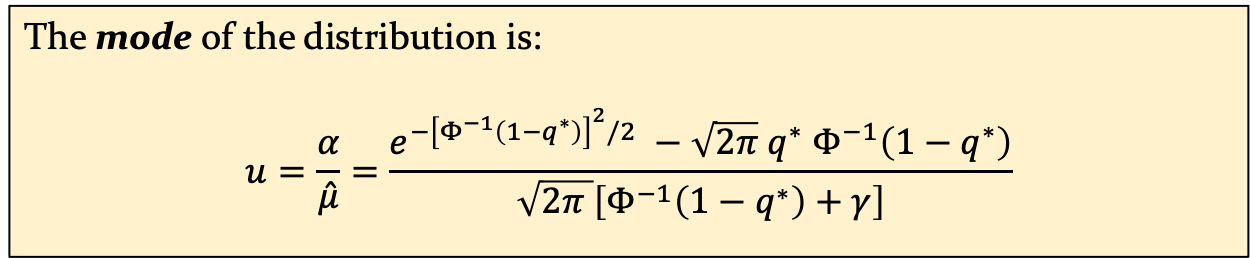 The mode of the distribution is:
u = α/μ̂ = (e^(−[Φ⁻¹(1−q*)]²/2) − √(2π) q* Φ⁻¹(1 − q*)) / (√(2π) [Φ⁻¹(1 − q*) + γ])